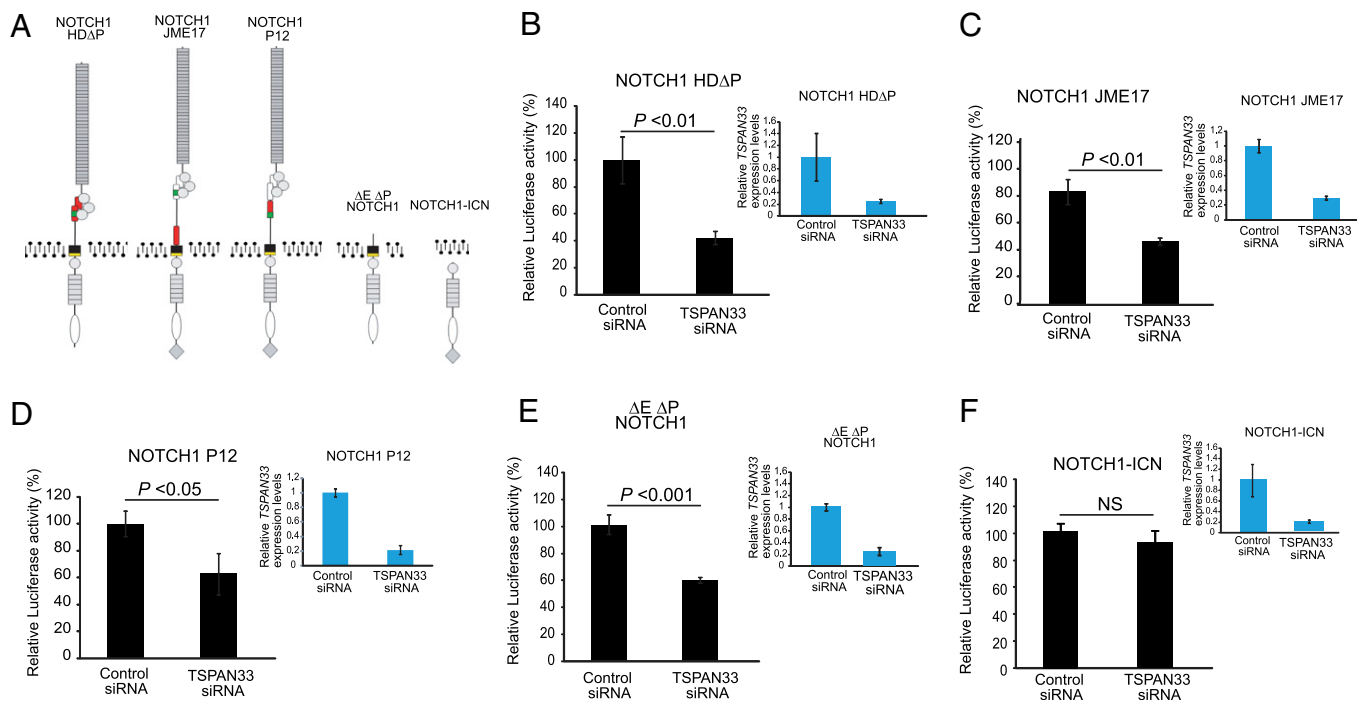 A
NOTCH1
HDΔP
NOTCH1
JME17
NOTCH1
P12
ΔE ΔP
NOTCH1
NOTCH1-ICN
B
NOTCH1 HDΔP
Relative Luciferase activity (%)
140
120
100
80
60
40
20
0
P <0.01
Control
siRNA
TSPAN33
siRNA
NOTCH1 HDΔP
Relative TSPAN33
expression levels
1.6
1.4
1.2
1
0.8
0.6
0.4
0.2
0
Control
siRNA
TSPAN33
siRNA
C
NOTCH1 JME17
Relative Luciferase activity (%)
120
100
80
60
40
20
0
P <0.01
Control
siRNA
TSPAN33
siRNA
NOTCH1 JME17
Relative TSPAN33
expression levels
1.2
1
0.8
0.6
0.4
0.2
0
Control
siRNA
TSPAN33
siRNA
D
NOTCH1 P12
Relative Luciferase activity (%)
120
100
80
60
40
20
0
P <0.05
Control
siRNA
TSPAN33
siRNA
NOTCH1 P12
Relative TSPAN33
expression levels
1.2
1
0.8
0.6
0.4
0.2
0
Control
siRNA
TSPAN33
siRNA
E
ΔE ΔP
NOTCH1
Relative Luciferase activity (%)
140
120
100
80
60
40
20
0
P <0.001
Control
siRNA
TSPAN33
siRNA
ΔE ΔP
NOTCH1
Relative TSPAN33
expression levels
1.6
1.4
1.2
1
0.8
0.6
0.4
0.2
0
Control
siRNA
TSPAN33
siRNA
F
NOTCH1-ICN
Relative Luciferase activity (%)
140
120
100
80
60
40
20
0
NS
Control
siRNA
TSPAN33
siRNA
NOTCH1-ICN
Relative TSPAN33
expression levels
1.6
1.4
1.2
1
0.8
0.6
0.4
0.2
0
Control
siRNA
TSPAN33
siRNA